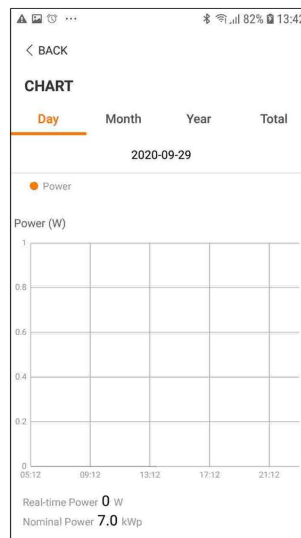 82% 13:42
< BACK
CHART
Day Month Year Total
2020-09-29
Power
Power (W)
1
0.8
0.6
0.4
0.2
0
05:12 09:12 13:12 17:12 21:12
Real-time Power 0 W
Nominal Power 7.0 kWp